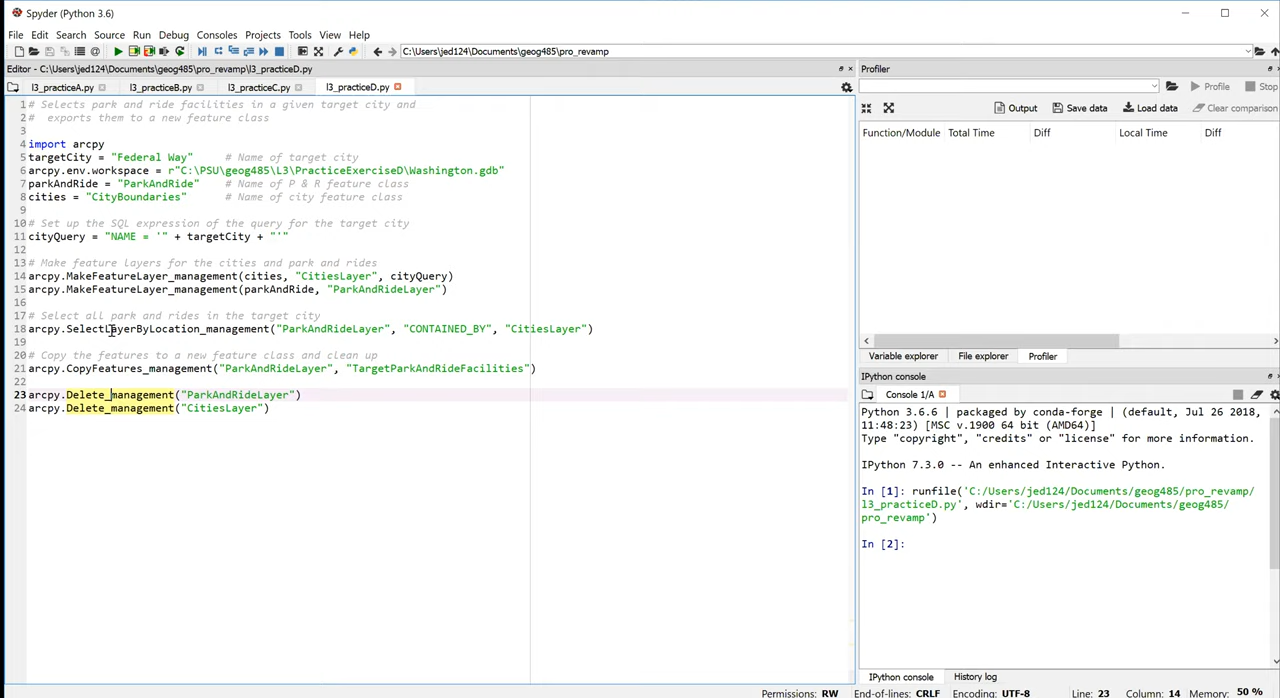 Spyder (Python 3.6)
File Edit Search Source Run Debug Consoles Projects Tools View Help
C:\Users\jed124\Documents\geog485\pro_revamp
Editor - C:\Users\jed124\Documents\geog485\pro_revamp\l3_practiceD.py
l3_practiceA.py l3_practiceB.py l3_practiceC.py l3_practiceD.py
1 # Selects park and ride facilities in a given target city and
2 #  exports them to a new feature class
3
4 import arcpy
5 targetCity = "Federal Way"     # Name of target city
6 arcpy.env.workspace = r"C:\PSU\geog485\L3\PracticeExerciseD\Washington.gdb"
7 parkAndRide = "ParkAndRide"    # Name of P & R feature class
8 cities = "CityBoundaries"      # Name of city feature class
9
10 # Set up the SQL expression of the query for the target city
11 cityQuery = "NAME = '" + targetCity + "'"
12
13 # Make feature layers for the cities and park and rides
14 arcpy.MakeFeatureLayer_management(cities, "CitiesLayer", cityQuery)
15 arcpy.MakeFeatureLayer_management(parkAndRide, "ParkAndRideLayer")
16
17 # Select all park and rides in the target city
18 arcpy.SelectLayerByLocation_management("ParkAndRideLayer", "CONTAINED_BY", "CitiesLayer")
19
20 # Copy the features to a new feature class and clean up
21 arcpy.CopyFeatures_management("ParkAndRideLayer", "TargetParkAndRideFacilities")
22
23 arcpy.Delete_management("ParkAndRideLayer")
24 arcpy.Delete_management("CitiesLayer")
Profiler
Profile Stop
Output Save data Load data Clear comparison
Function/Module Total Time Diff Local Time Diff
Variable explorer File explorer Profiler
IPython console
Console 1/A
Python 3.6.6 | packaged by conda-forge | (default, Jul 26 2018,
11:48:23) [MSC v.1900 64 bit (AMD64)]
Type "copyright", "credits" or "license" for more information.
IPython 7.3.0 -- An enhanced Interactive Python.
In [1]: runfile('C:/Users/jed124/Documents/geog485/pro_revamp/
l3_practiceD.py', wdir='C:/Users/jed124/Documents/geog485/
pro_revamp')
In [2]:
IPython console History log
Permissions: RW End-of-lines: CRLF Encoding: UTF-8 Line: 23 Column: 14 Memory: 50 %